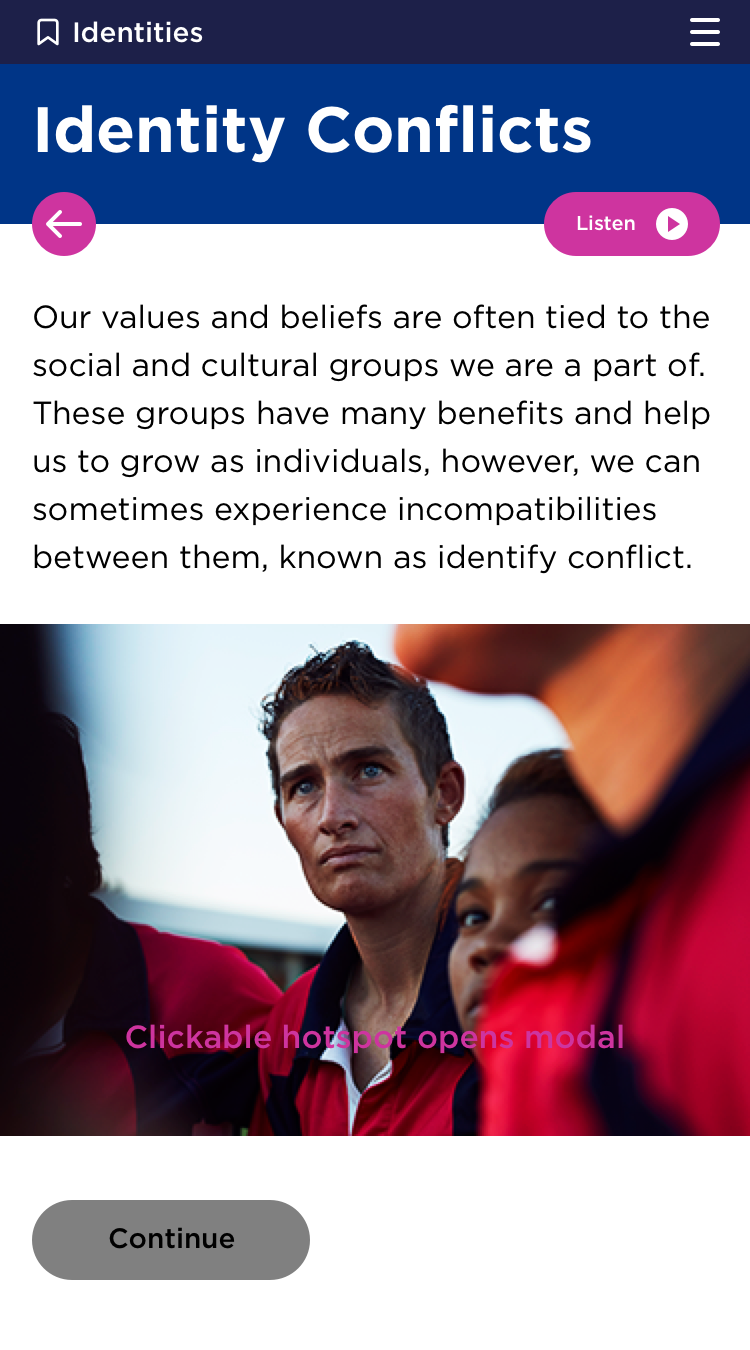 Identities
Identity Conflicts
Listen
Our values and beliefs are often tied to the
social and cultural groups we are a part of.
These groups have many benefits and help
us to grow as individuals, however, we can
sometimes experience incompatibilities
between them, known as identify conflict.
Clickable hotspot opens modal
Continue